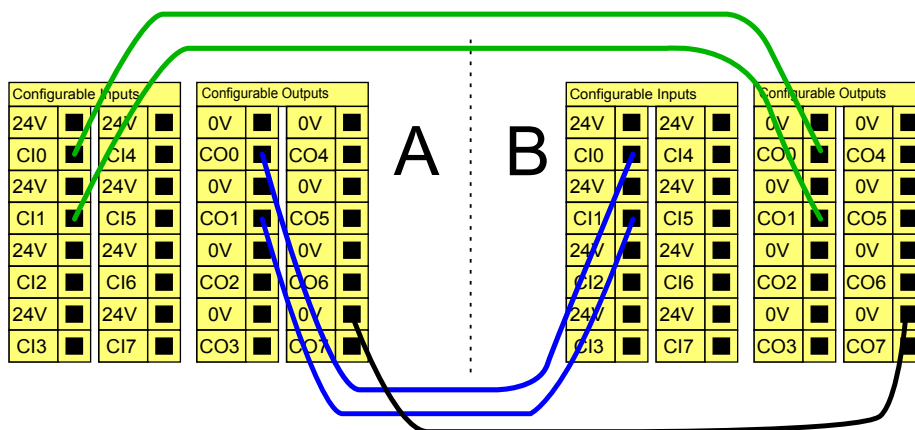 Configurable Inputs
24V 24V
CI0 CI4
24V 24V
CI1 CI5
24V 24V
CI2 CI6
24V 24V
CI3 CI7
Configurable Outputs
0V 0V
CO0 CO4
0V 0V
CO1 CO5
0V 0V
CO2 CO6
0V 0V
CO3 CO7
A
B
Configurable Inputs
24V 24V
CI0 CI4
24V 24V
CI1 CI5
24V 24V
CI2 CI6
24V 24V
CI3 CI7
Configurable Outputs
0V 0V
CO0 CO4
0V 0V
CO1 CO5
0V 0V
CO2 CO6
0V 0V
CO3 CO7